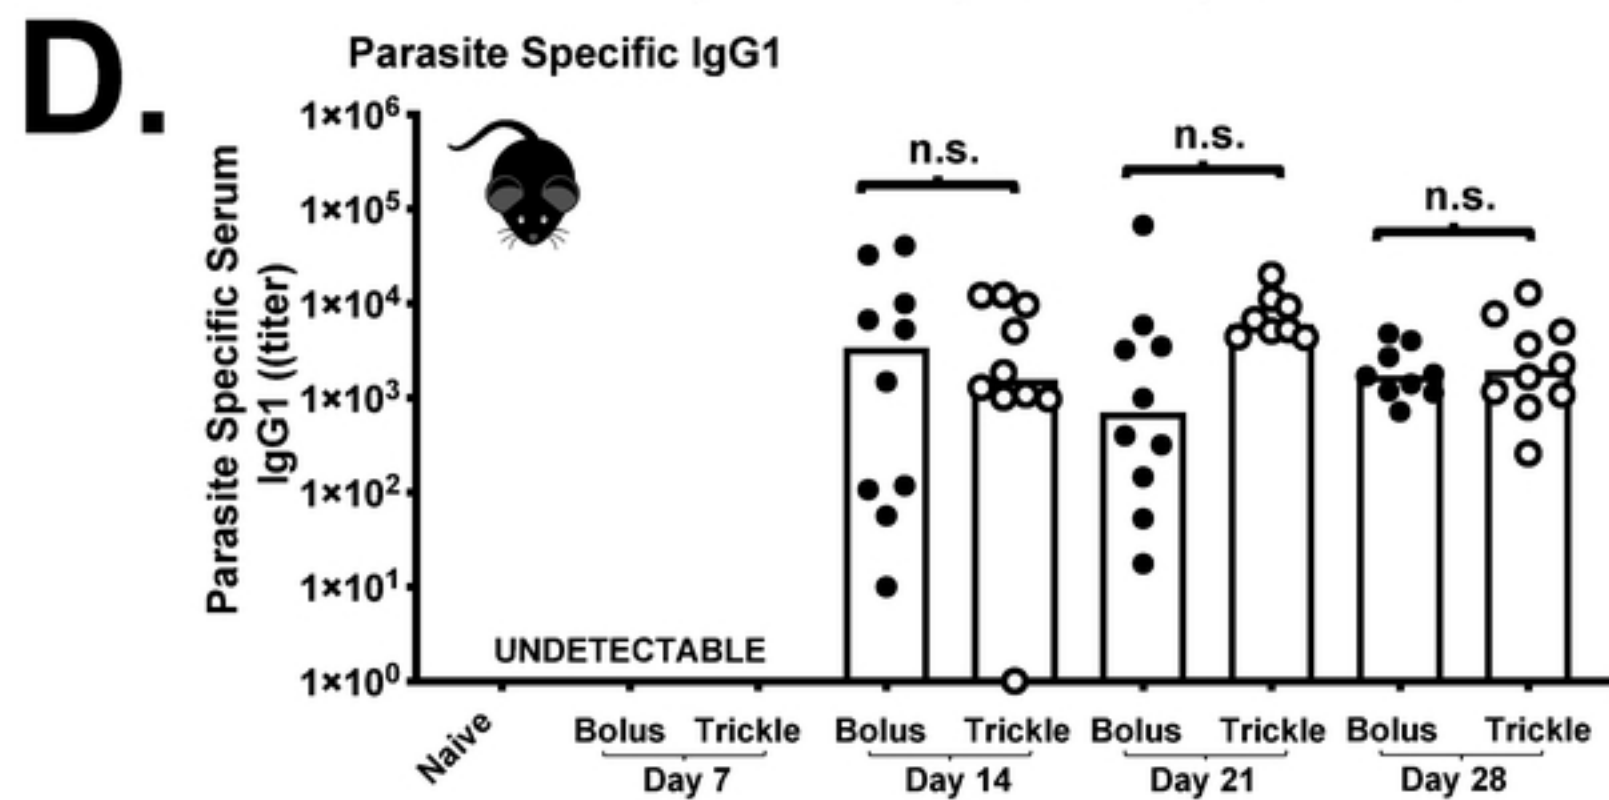 D.
Parasite Specific IgG1
Parasite Specific Serum
IgG1 ((titer)
1×10⁶
1×10⁵
1×10⁴
1×10³
1×10²
1×10¹
1×10⁰
n.s.
n.s.
n.s.
UNDETECTABLE
Naive
Bolus Trickle Bolus Trickle Bolus Trickle Bolus Trickle
Day 7 Day 14 Day 21 Day 28